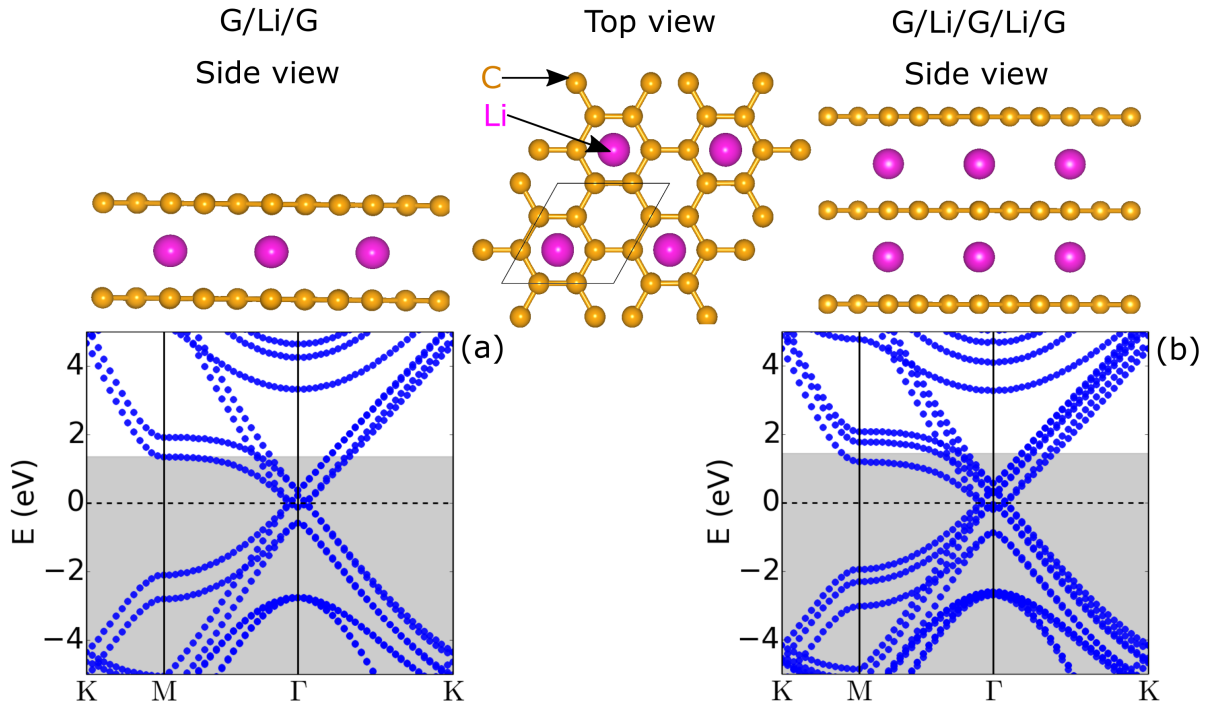 G/Li/G
Top view
G/Li/G/Li/G
Side view
Side view
C
Li
(a)
(b)
E (eV)
4
2
0
−2
−4
K
M
Γ
K
E (eV)
4
2
0
−2
−4
K
M
Γ
K